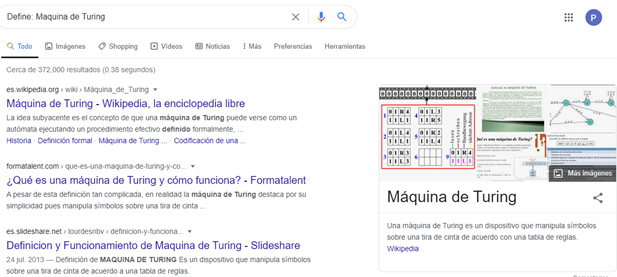 Define: Maquina de Turing
P
Todo
Imágenes
Shopping
Vídeos
Noticias
Más
Preferencias
Herramientas
Cerca de 372,000 resultados (0.38 segundos)
es.wikipedia.org › wiki › Máquina_de_Turing
Máquina de Turing - Wikipedia, la enciclopedia libre
La idea subyacente es el concepto de que una máquina de Turing puede verse como un
autómata ejecutando un procedimiento efectivo definido formalmente, ...
Historia · Definición formal · Máquina de Turing ... · Codificación de una ...
formatalent.com › que-es-una-maquina-de-turing-y-co...
¿Qué es una máquina de Turing y cómo funciona? - Formatalent
A pesar de esta definición tan complicada, en realidad la máquina de Turing destaca por su
simplicidad pues manipula símbolos sobre una tira de cinta ...
es.slideshare.net › lourdesntv › definicion-y-funciona...
Definicion y Funcionamiento de Maquina de Turing - Slideshare
24 jul. 2013 — Definición de MAQUINA DE TURING Es un dispositivo que manipula símbolos
sobre una tira de cinta de acuerdo a una tabla de reglas.
Más imágenes
Máquina de Turing
Una máquina de Turing es un dispositivo que manipula símbolos
sobre una tira de cinta de acuerdo con una tabla de reglas.
Wikipedia